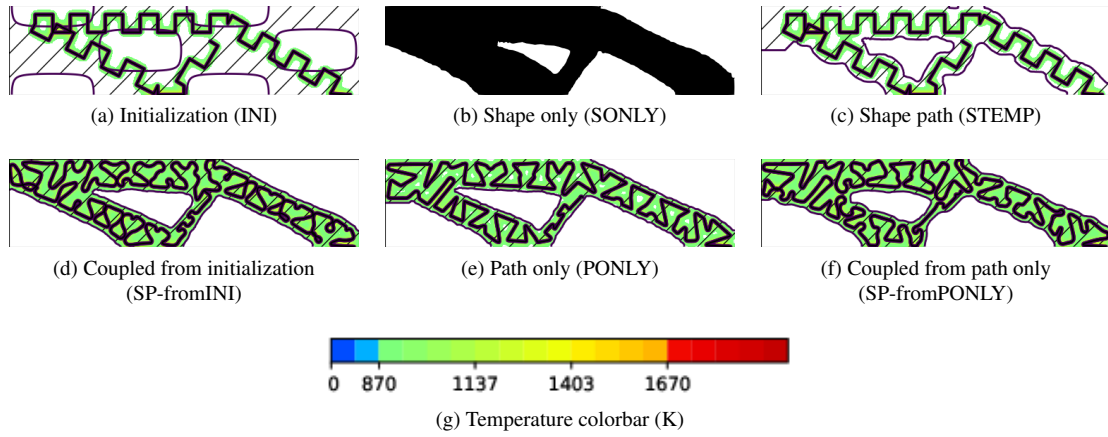 (a) Initialization (INI)
(b) Shape only (SONLY)
(c) Shape path (STEMP)
(d) Coupled from initialization
(SP-fromINI)
(e) Path only (PONLY)
(f) Coupled from path only
(SP-fromPONLY)
0 870 1137 1403 1670
(g) Temperature colorbar (K)